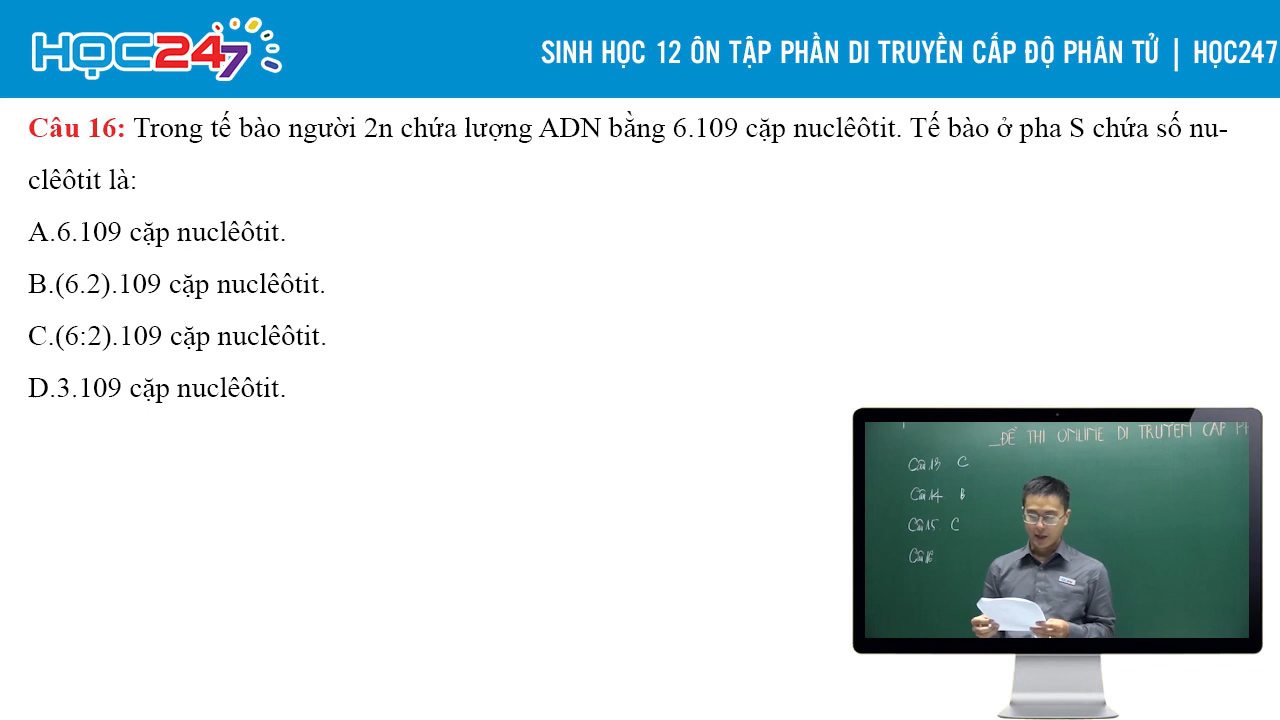 HỌC247
SINH HỌC 12 ÔN TẬP PHẦN DI TRUYỀN CẤP ĐỘ PHÂN TỬ | HỌC247
Câu 16: Trong tế bào người 2n chứa lượng ADN bằng 6.109 cặp nuclêôtit. Tế bào ở pha S chứa số nu-
clêôtit là:
A.6.109 cặp nuclêôtit.
B.(6.2).109 cặp nuclêôtit.
C.(6:2).109 cặp nuclêôtit.
D.3.109 cặp nuclêôtit.
ĐỀ THI ONLINE DI TRUYỀN CẤP PH
Câu 13 C
Câu 14 B
Câu 15 C
Câu 16